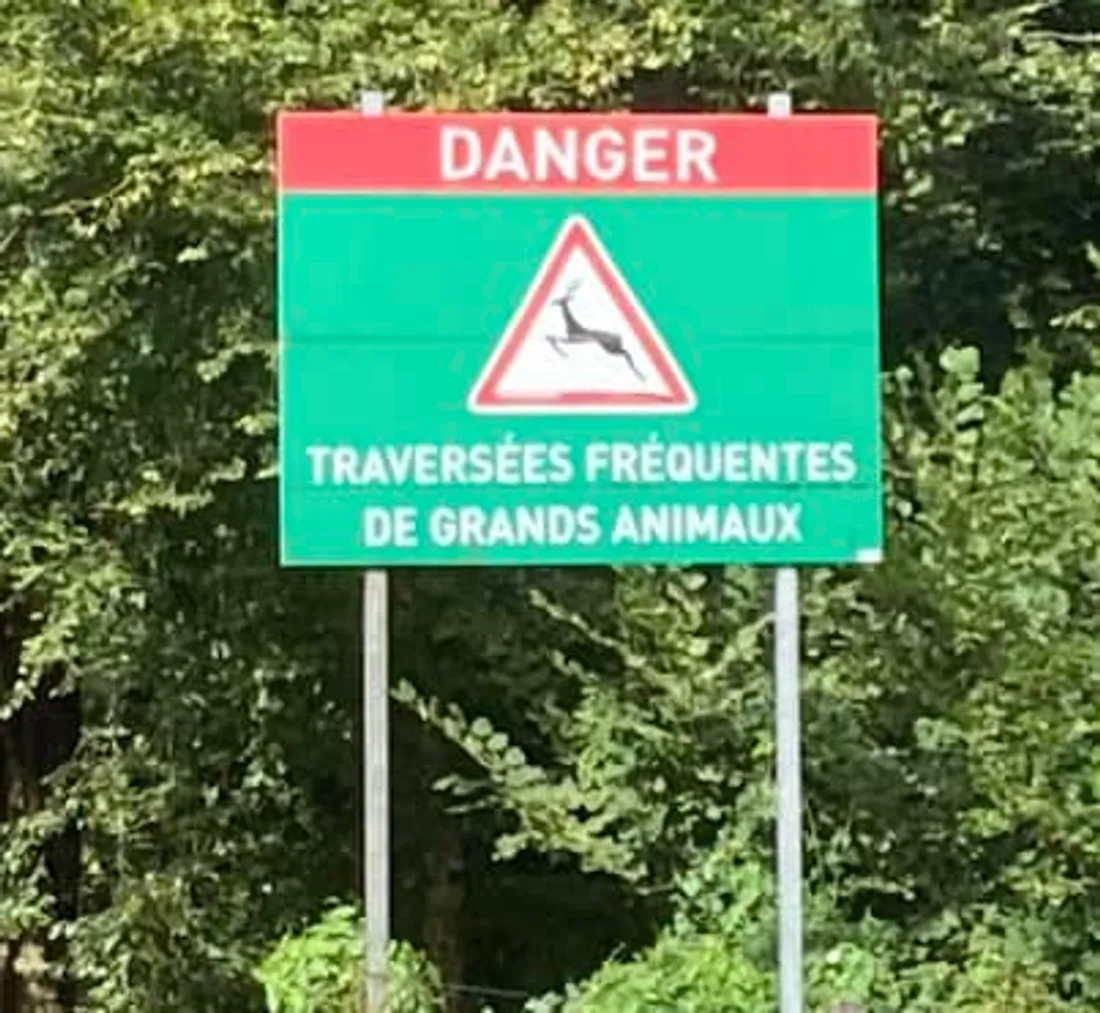 DANGER
TRAVERSÉES FRÉQUENTES
DE GRANDS ANIMAUX